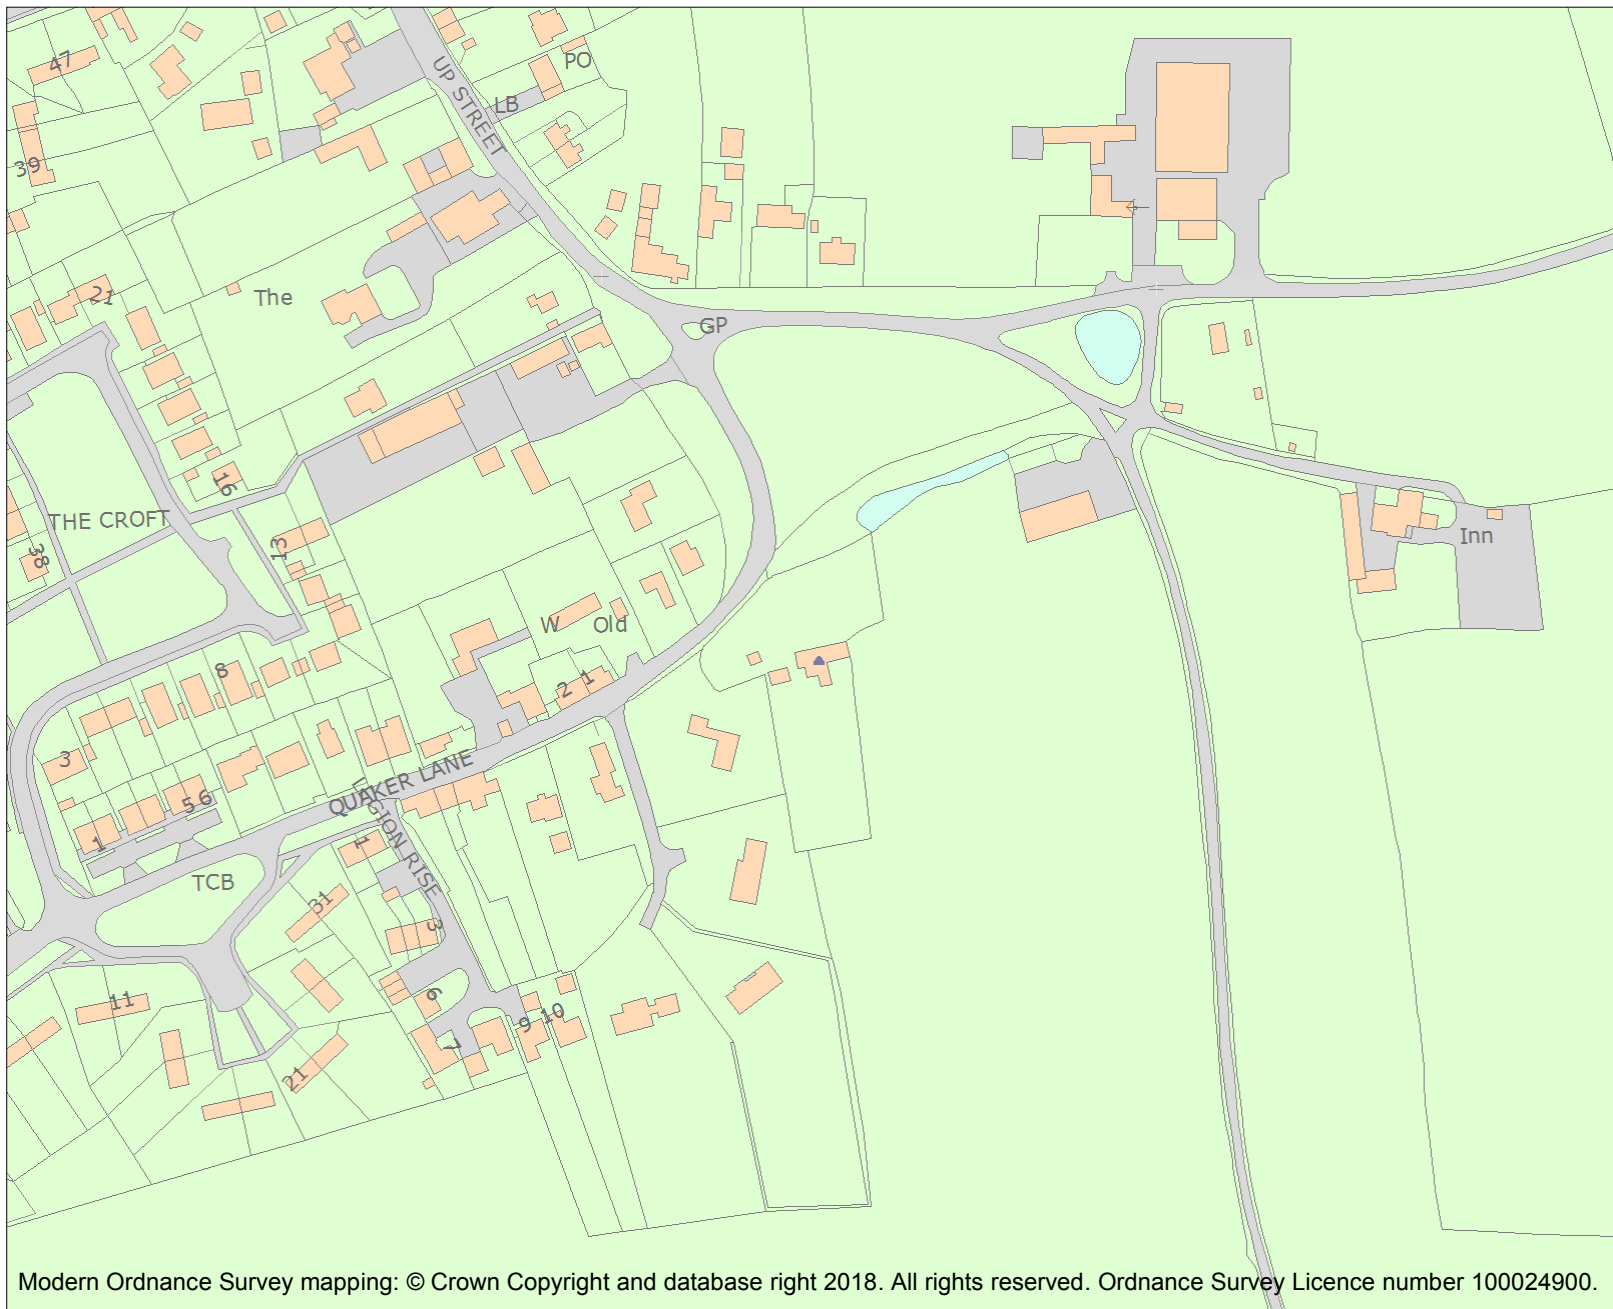 47
PO
UP STREET
LB
39
21
The
GP
16
THE CROFT
Inn
38
13
W
Old
8
2
1
3
QUAKER LANE
5
6
LEGION RISE
1
1
TCB
31
3
11
6
9
10
7
21
Modern Ordnance Survey mapping: © Crown Copyright and database right 2018. All rights reserved. Ordnance Survey Licence number 100024900.